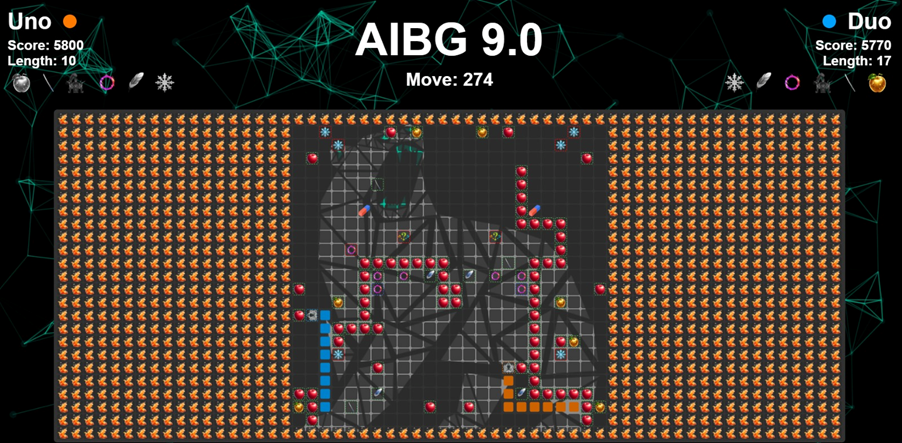 Uno
AIBG 9.0
Duo
Score: 5800
Length: 10
Move: 274
Score: 5770
Length: 17